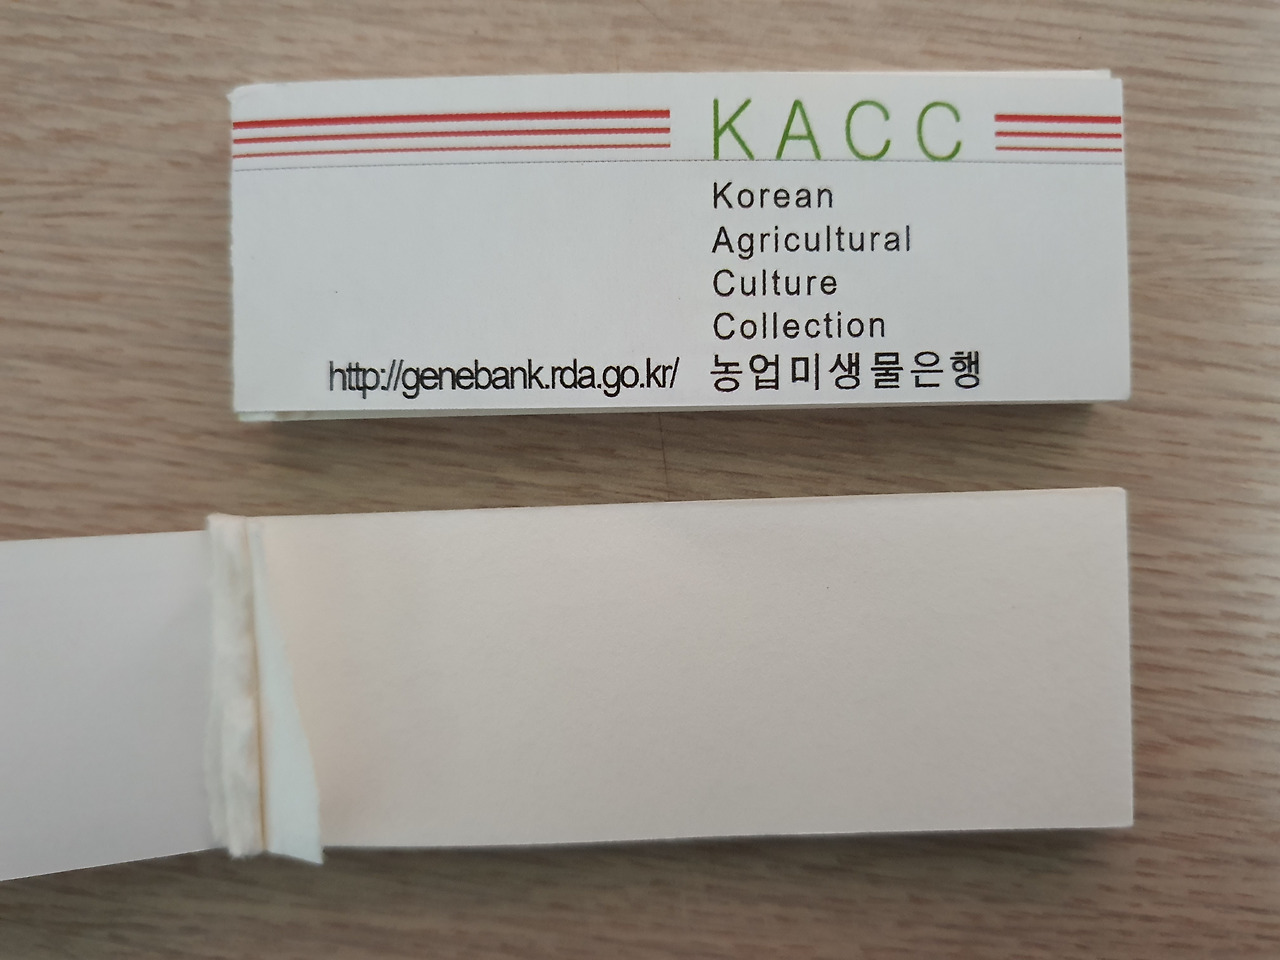 KACC
Korean
Agricultural
Culture
Collection
http://genebank.rda.go.kr/ 농업미생물은행